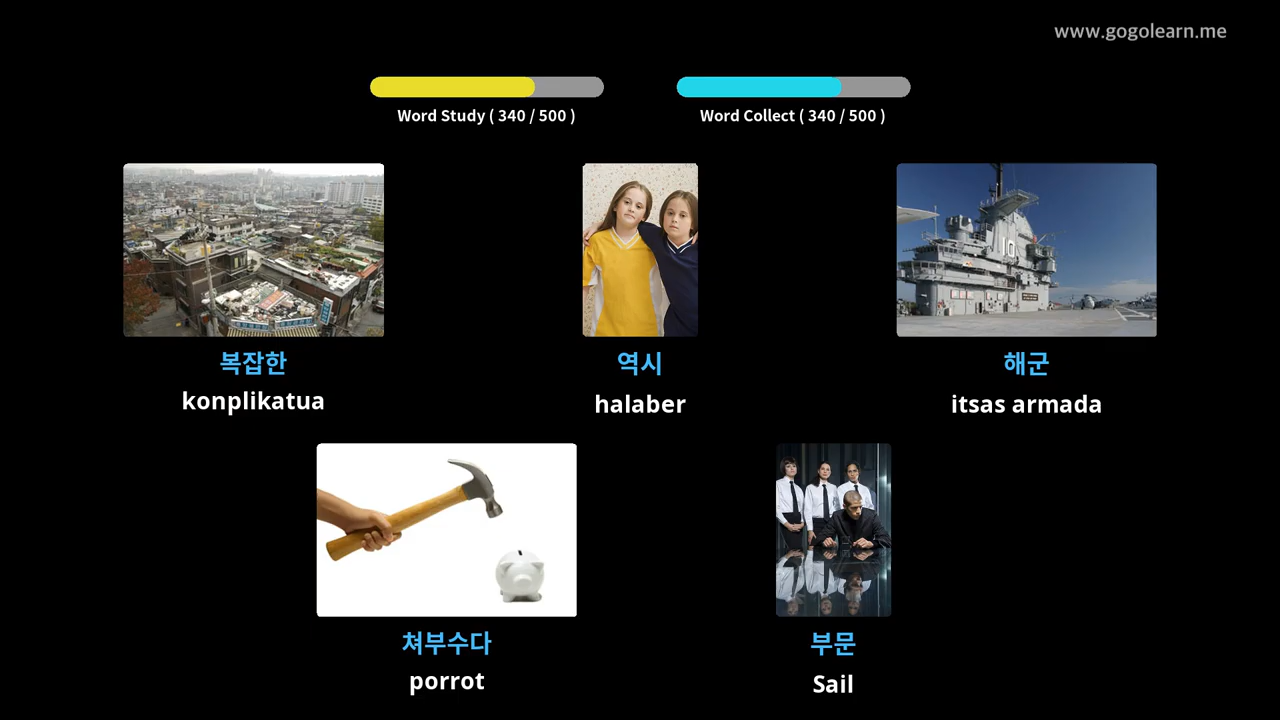 www.gogolearn.me
Word Study ( 340 / 500 )
Word Collect ( 340 / 500 )
복잡한
konplikatua
역시
halaber
16
해군
itsas armada
쳐부수다
porrot
부문
Sail